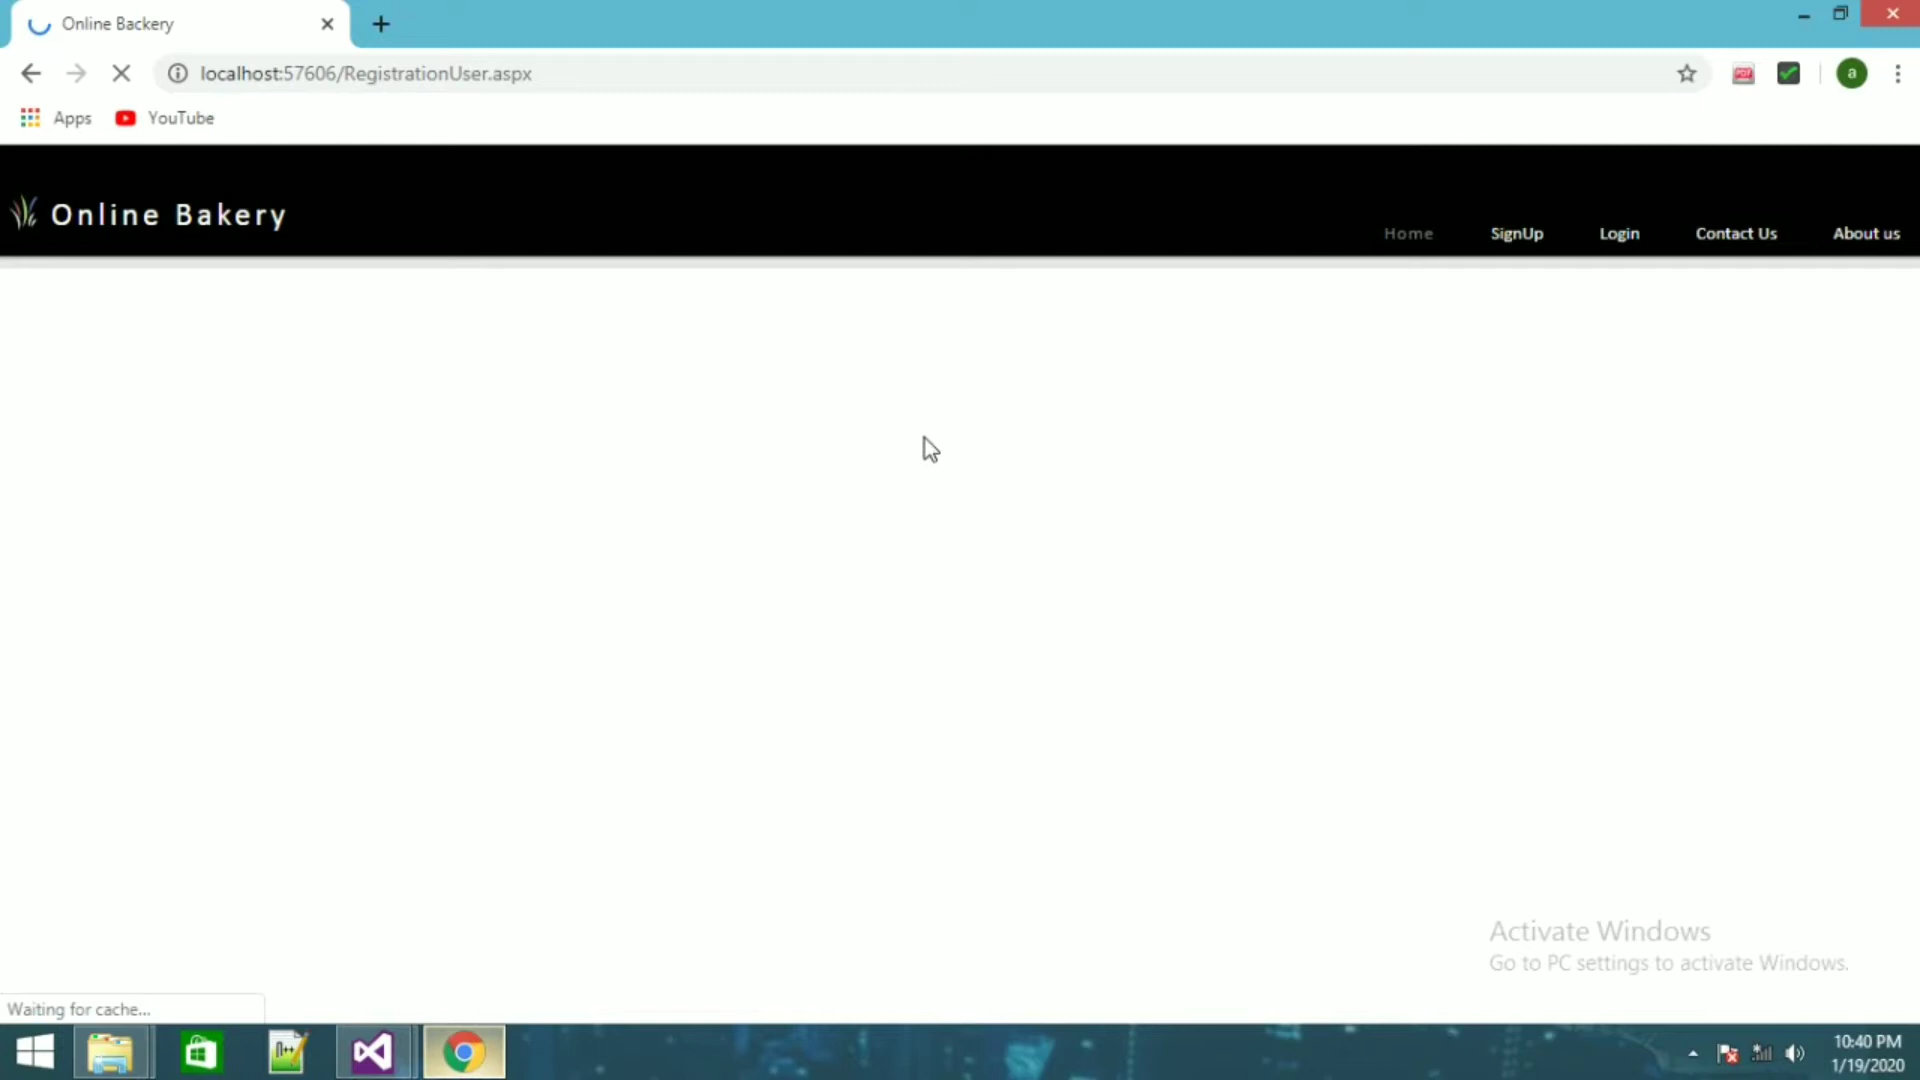 Online Backery
localhost:57606/RegistrationUser.aspx
a
Apps
YouTube
Online Bakery
Home
SignUp
Login
Contact Us
About us
Activate Windows
Go to PC settings to activate Windows.
Waiting for cache...
10:40 PM
1/19/2020